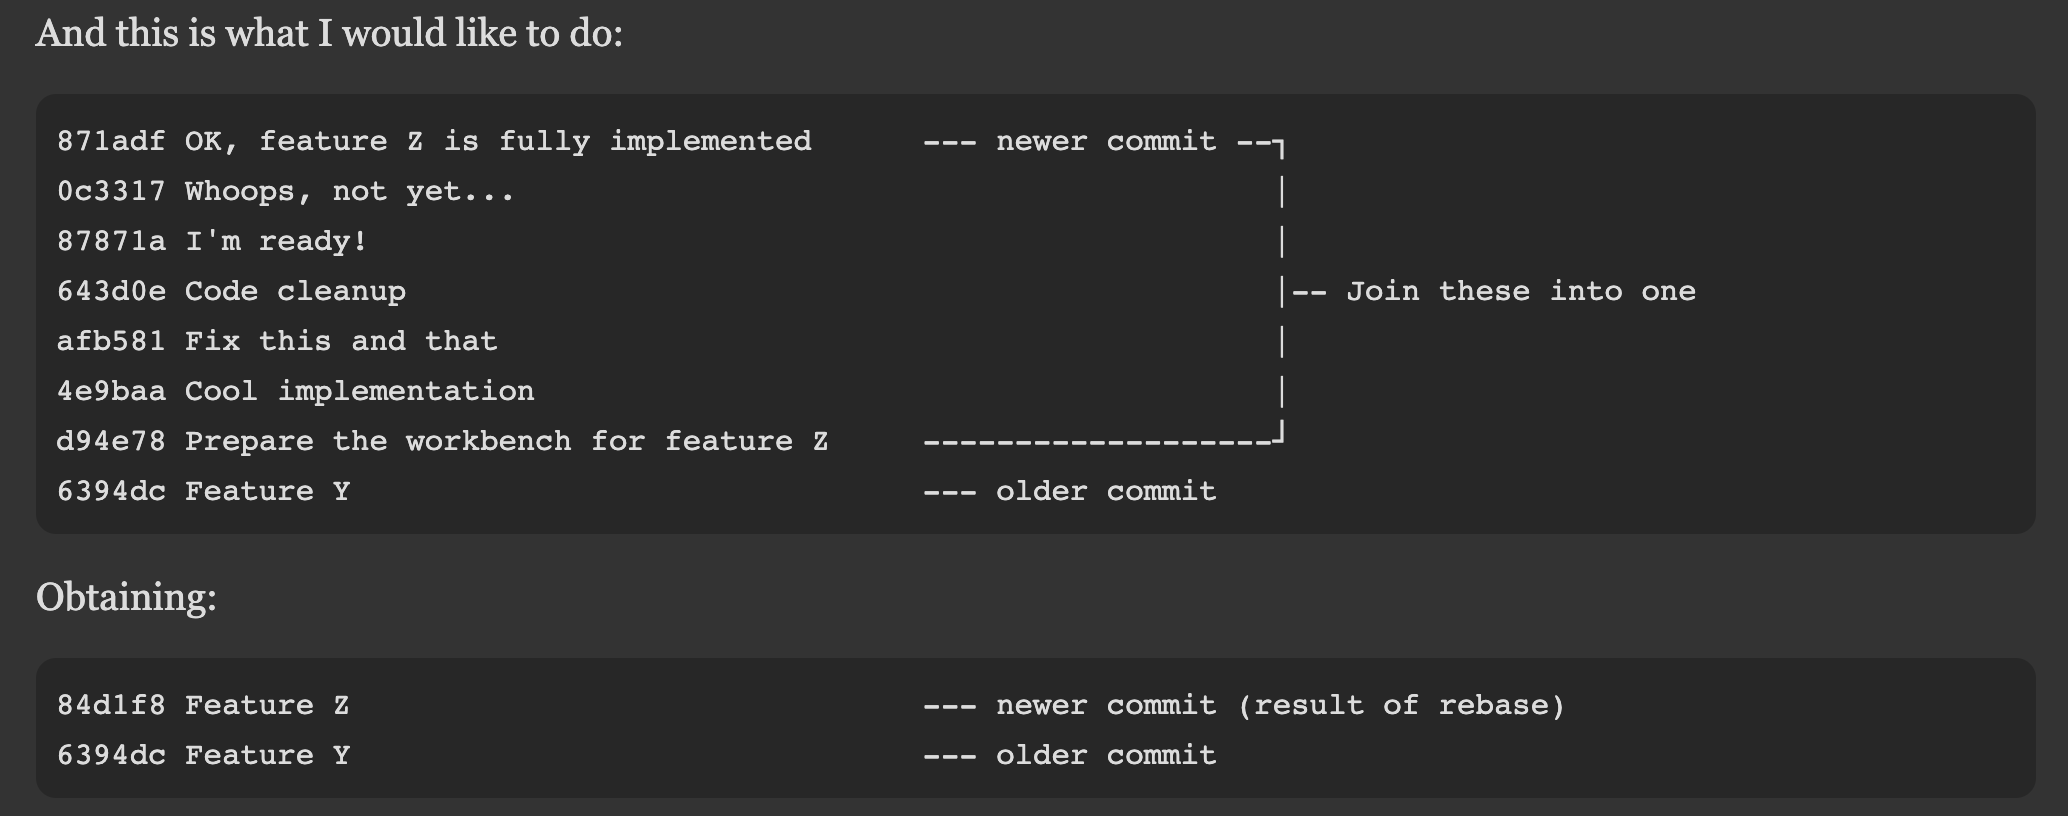 And this is what I would like to do:
871adf OK, feature Z is fully implemented      --- newer commit --┐
0c3317 Whoops, not yet...                                         |
87871a I'm ready!                                                 |
643d0e Code cleanup                                               |-- Join these into one
afb581 Fix this and that                                          |
4e9baa Cool implementation                                        |
d94e78 Prepare the workbench for feature Z     -------------------┘
6394dc Feature Y                               --- older commit
Obtaining:
84d1f8 Feature Z                               --- newer commit (result of rebase)
6394dc Feature Y                               --- older commit